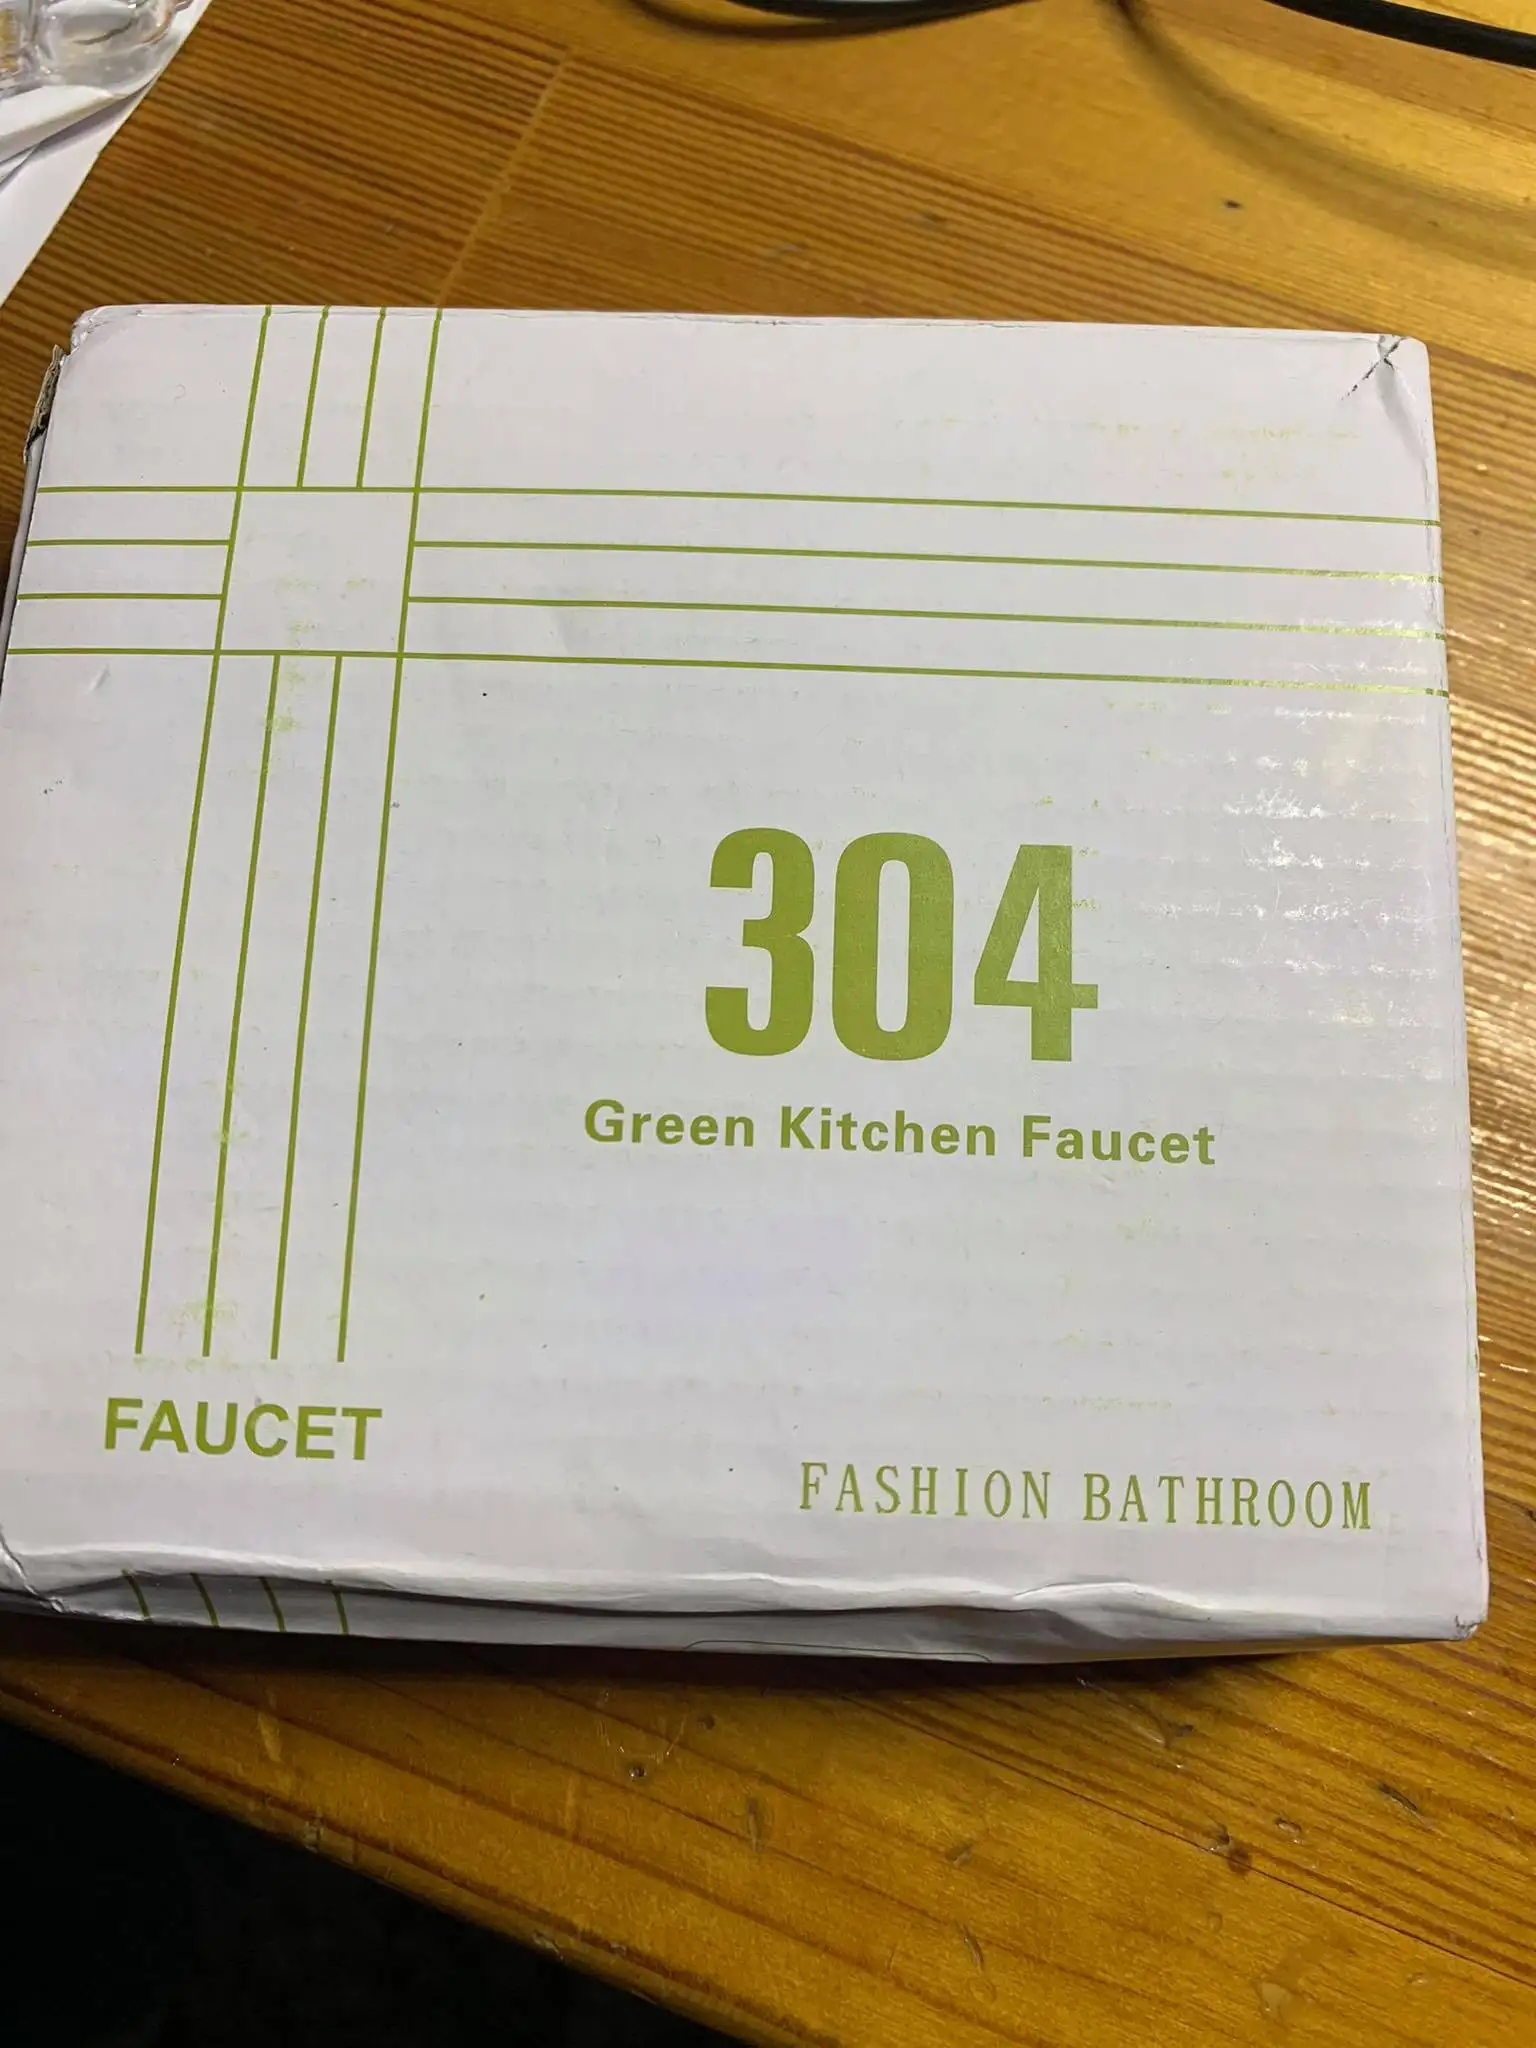 304
Green Kitchen Faucet
FAUCET
FASHION BATHROOM